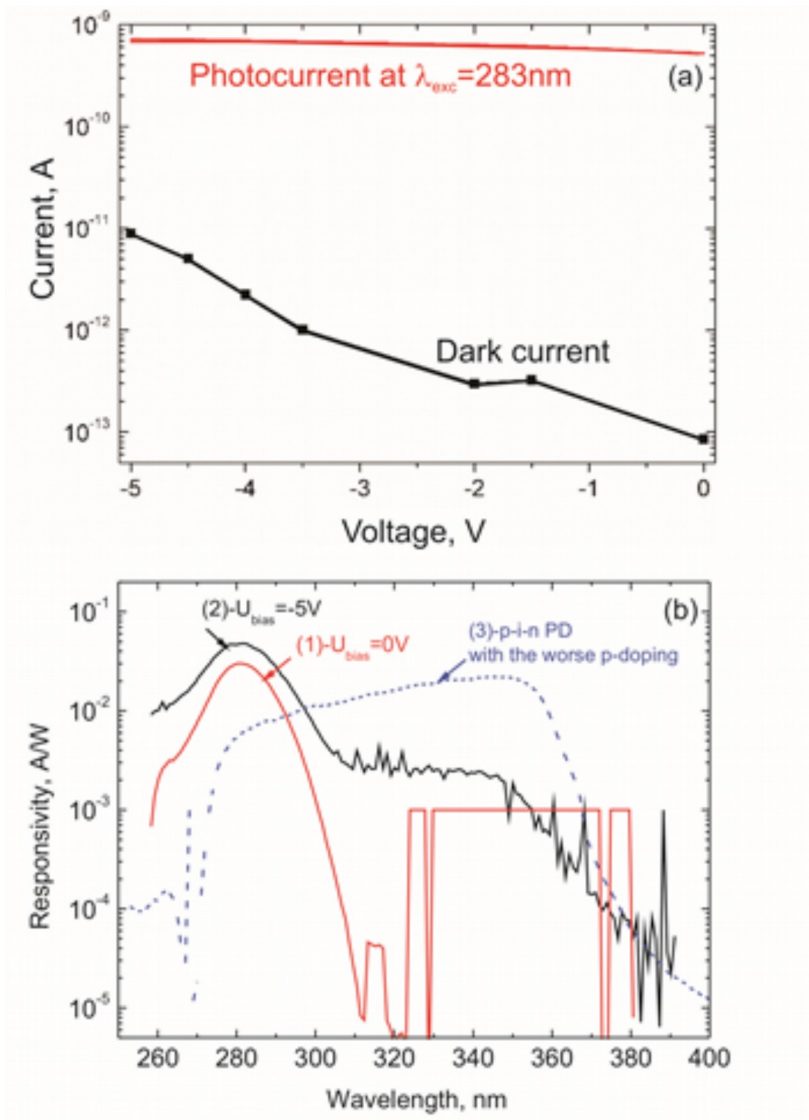 10⁻⁹
Photocurrent at λexc=283nm
(a)
10⁻¹⁰
10⁻¹¹
10⁻¹²
10⁻¹³
Current, A
Dark current
-5 -4 -3 -2 -1 0
Voltage, V
10⁻¹
(2)-Ubias=-5V
(b)
(1)-Ubias=0V
(3)-p-i-n PD
with the worse p-doping
10⁻²
10⁻³
10⁻⁴
10⁻⁵
Responsivity, A/W
260 280 300 320 340 360 380 400
Wavelength, nm